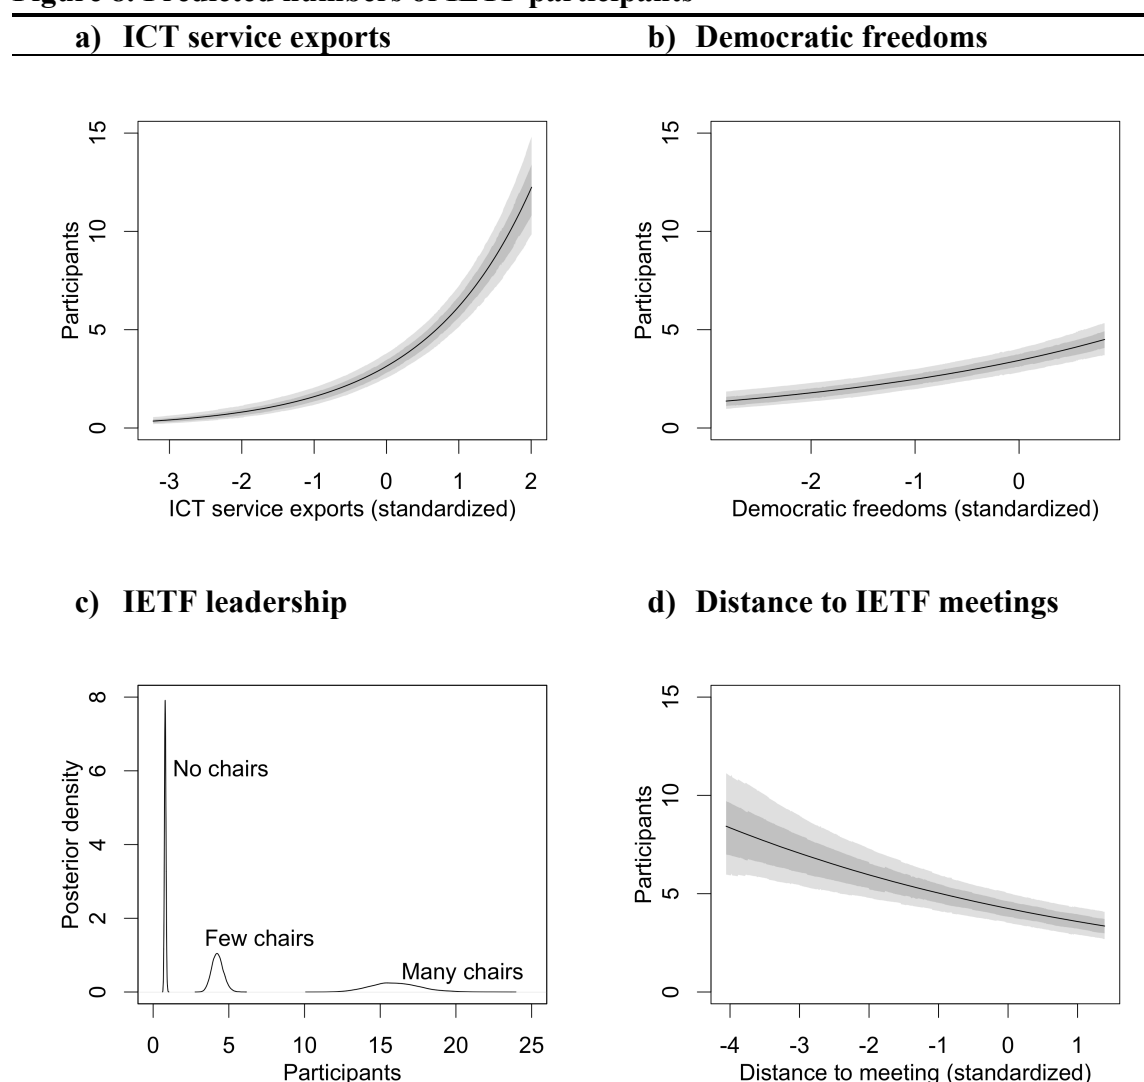 Figure 8. Predicted numbers of IETF participants
a) ICT service exports
b) Democratic freedoms
15
10
5
0
Participants
-3 -2 -1 0 1 2
ICT service exports (standardized)
15
10
5
0
Participants
-2 -1 0
Democratic freedoms (standardized)
c) IETF leadership
d) Distance to IETF meetings
8
6
4
2
0
Posterior density
No chairs
Few chairs
Many chairs
0 5 10 15 20 25
Participants
15
10
5
0
Participants
-4 -3 -2 -1 0 1
Distance to meeting (standardized)